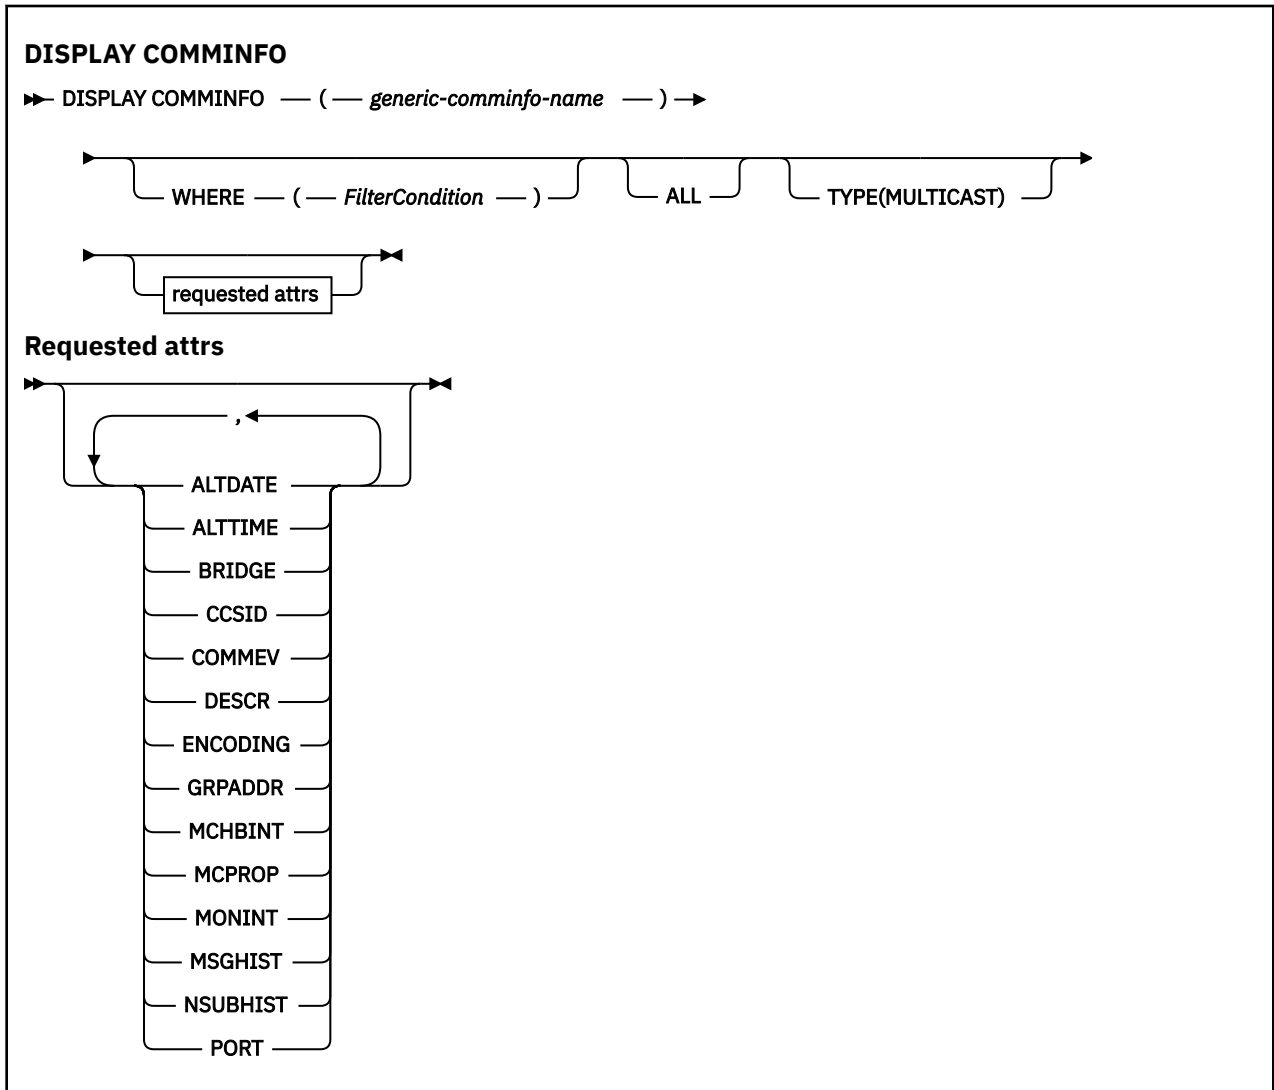 DISPLAY COMMINFO
DISPLAY COMMINFO ( generic-comminfo-name )
WHERE ( FilterCondition ) ALL TYPE(MULTICAST)
requested attrs
Requested attrs
,
ALTDATE
ALTTIME
BRIDGE
CCSID
COMMEV
DESCR
ENCODING
GRPADDR
MCHBINT
MCPROP
MONINT
MSGHIST
NSUBHIST
PORT